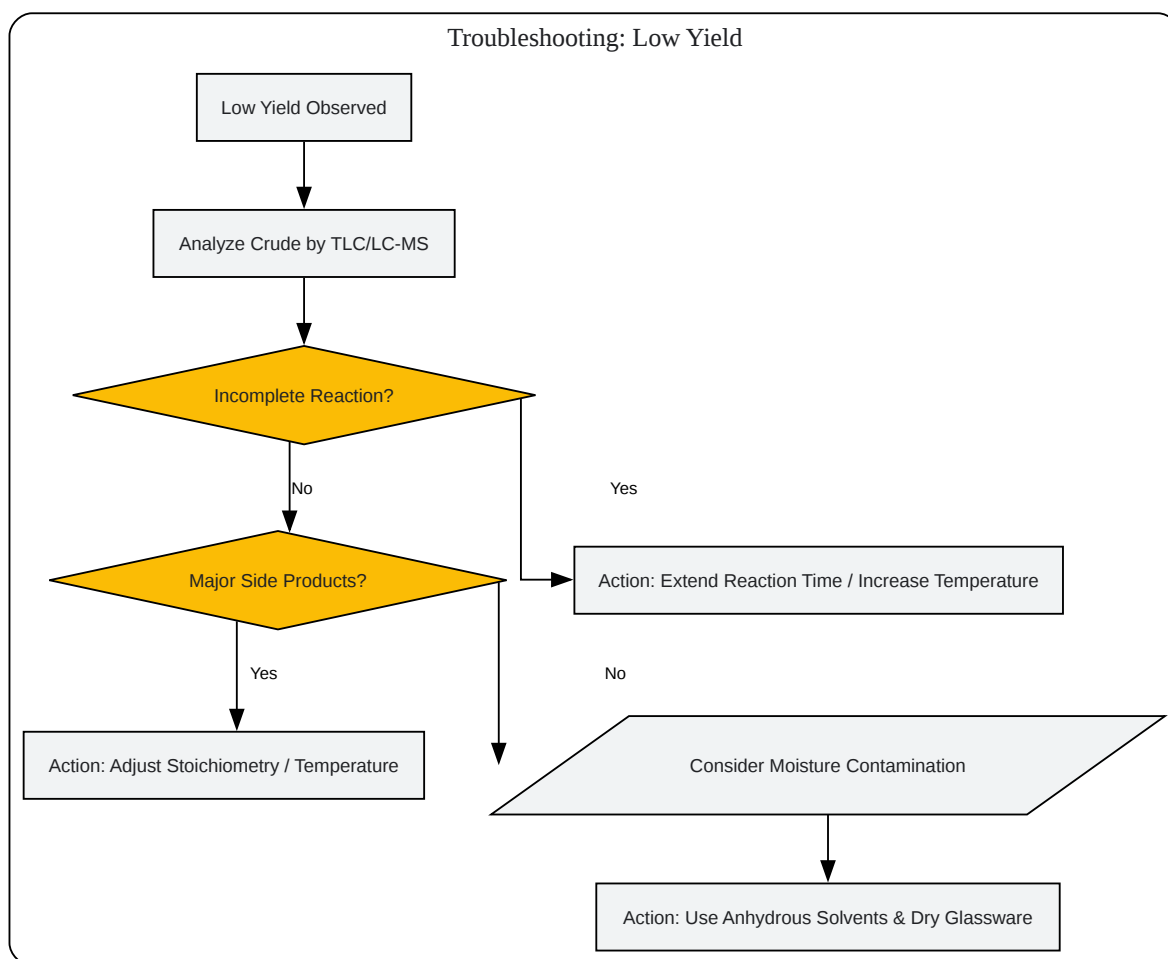 Troubleshooting: Low Yield
Low Yield Observed
Analyze Crude by TLC/LC-MS
Incomplete Reaction?
No
Yes
Major Side Products?
Action: Extend Reaction Time / Increase Temperature
Yes
No
Action: Adjust Stoichiometry / Temperature
Consider Moisture Contamination
Action: Use Anhydrous Solvents & Dry Glassware